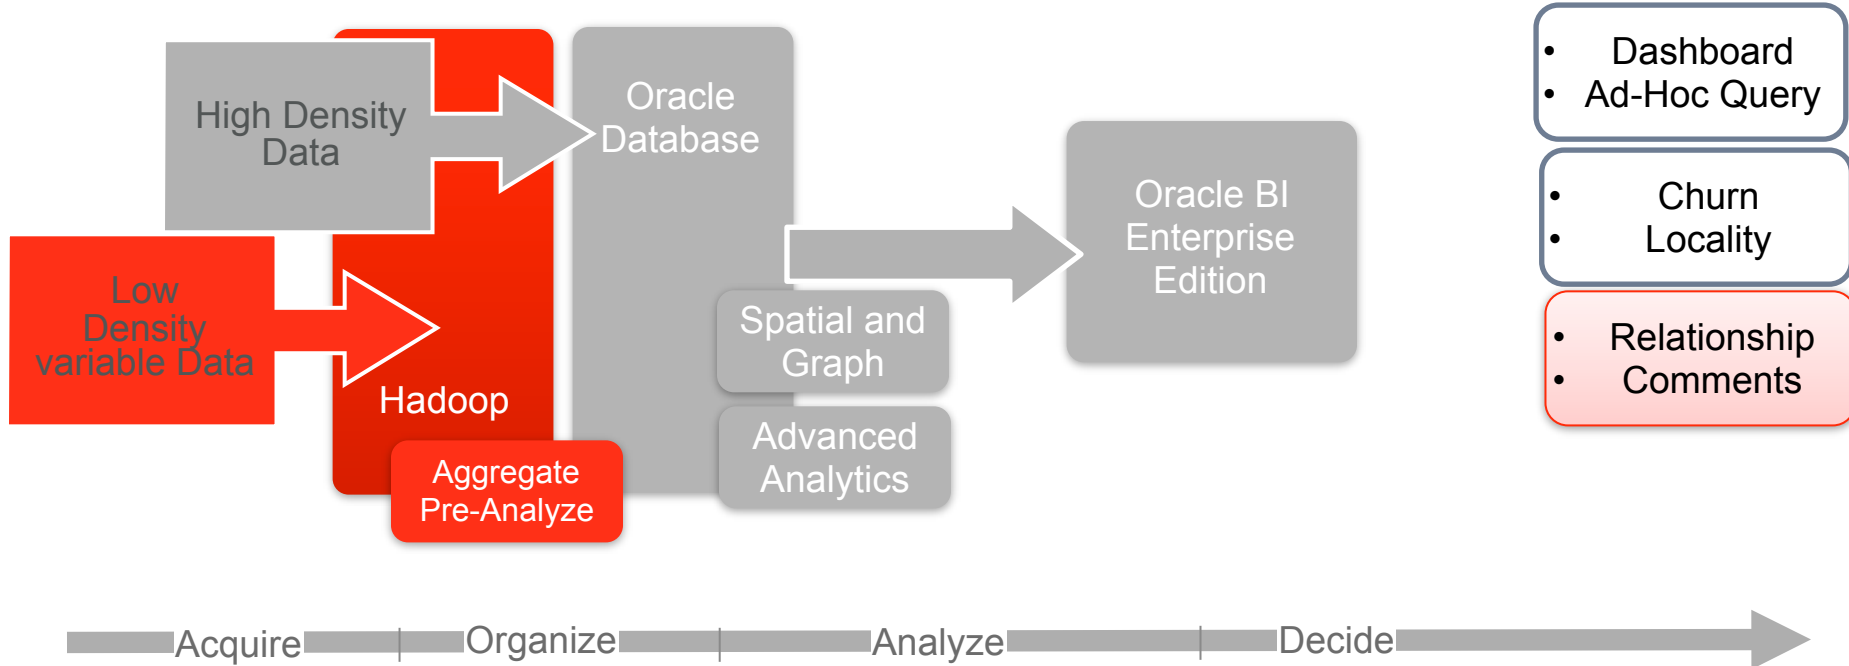 High Density
Data
Low
Density
variable Data
Hadoop
Aggregate
Pre-Analyze
Oracle
Database
Spatial and
Graph
Advanced
Analytics
Oracle BI
Enterprise
Edition
• Dashboard
• Ad-Hoc Query
• Churn
• Locality
• Relationship
• Comments
Acquire
Organize
Analyze
Decide